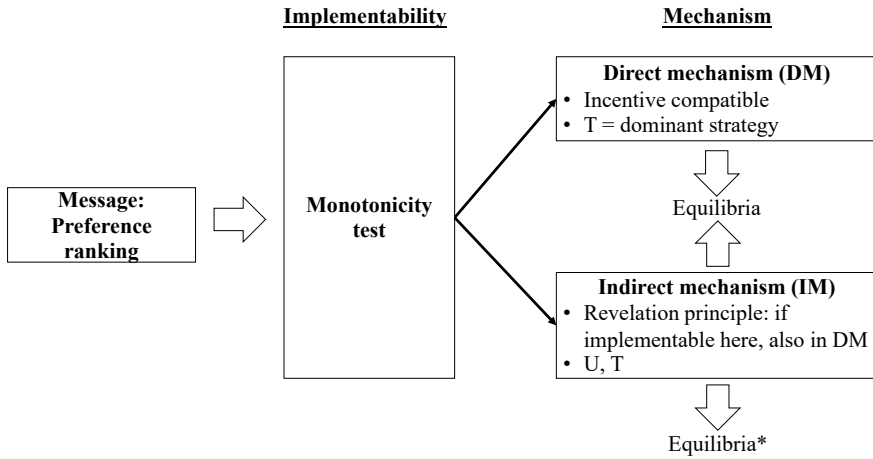 Implementability
Mechanism
Message:
Preference
ranking
Monotonicity
test
Direct mechanism (DM)
• Incentive compatible
• T = dominant strategy
Equilibria
Indirect mechanism (IM)
• Revelation principle: if
implementable here, also in DM
• U, T
Equilibria*